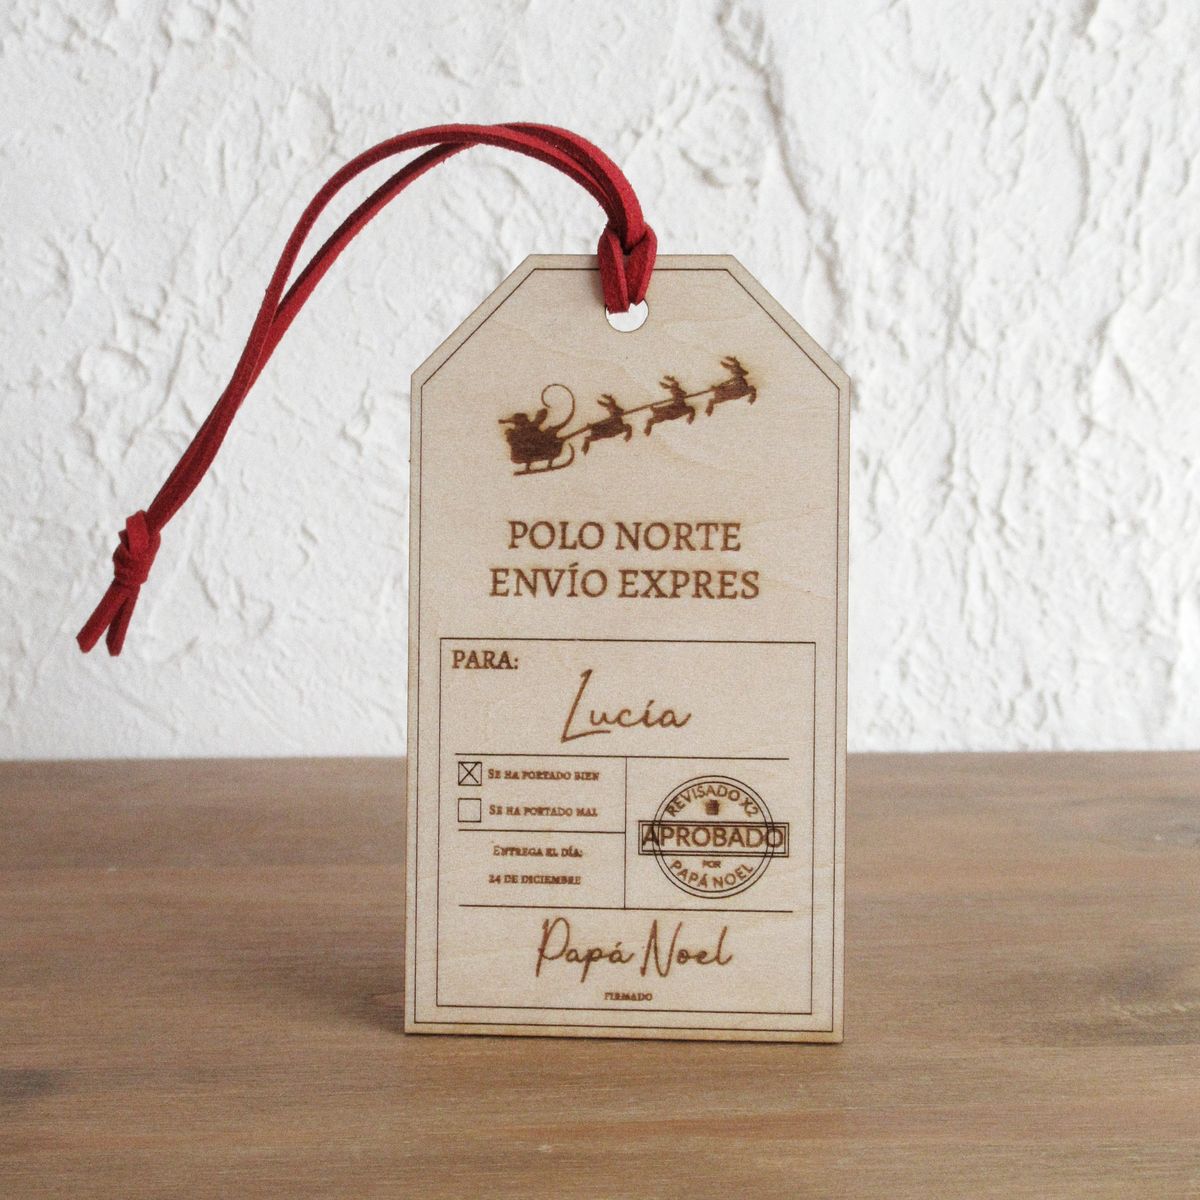 POLO NORTE
ENVÍO EXPRES
PARA:
Lucía
SE HA PORTADO BIEN
SE HA PORTADO MAL
ENTREGA EL DÍA:
24 DE DICIEMBRE
REVISADO X2
APROBADO
POR
PAPÁ NOEL
Papá Noel
FIRMADO